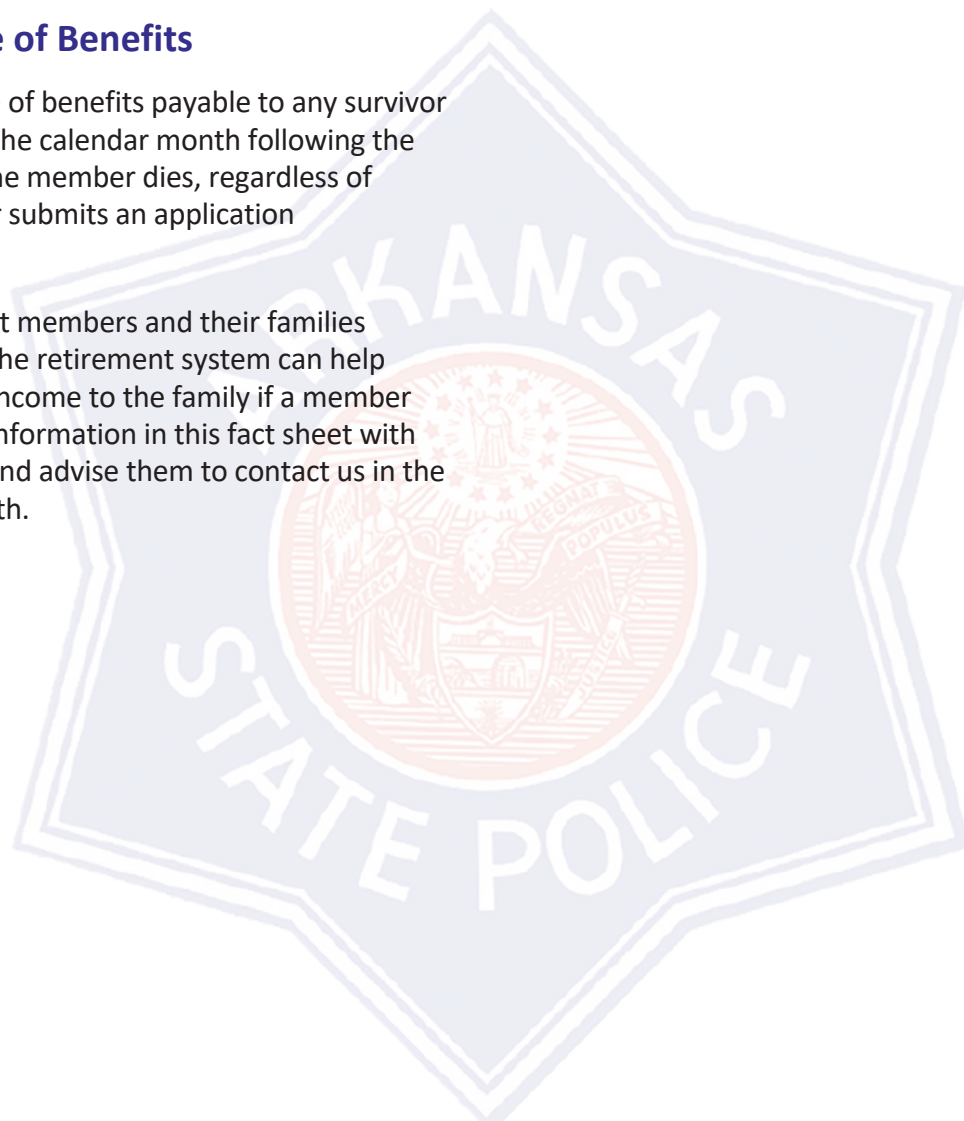 e of Benefits
of benefits payable to any survivor
he calendar month following the
ne member dies, regardless of
r submits an application
t members and their families
he retirement system can help
ncome to the family if a member
nformation in this fact sheet with
nd advise them to contact us in the
th.
ARKANSAS
REGNAT
POPULUS
MERCY
JUSTICE
STATE POLICE